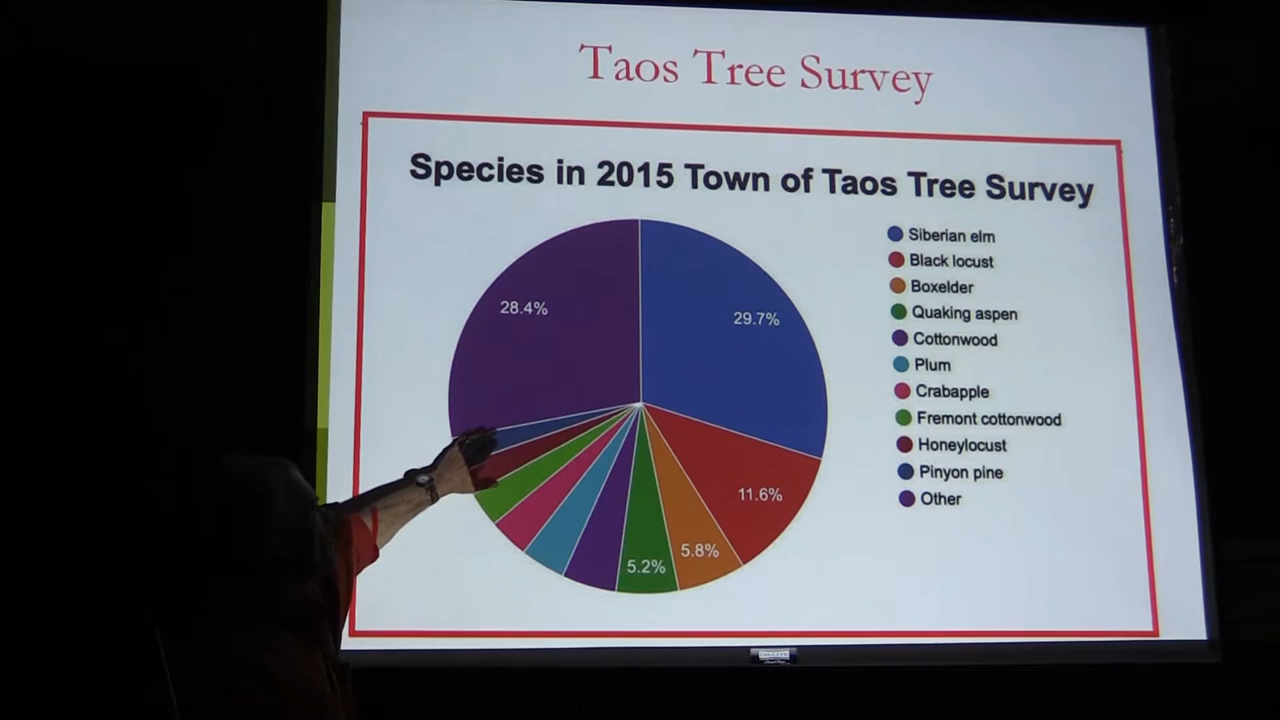 Taos Tree Survey
Species in 2015 Town of Taos Tree Survey
28.4%
29.7%
11.6%
5.8%
5.2%
Siberian elm
Black locust
Boxelder
Quaking aspen
Cottonwood
Plum
Crabapple
Fremont cottonwood
Honeylocust
Pinyon pine
Other